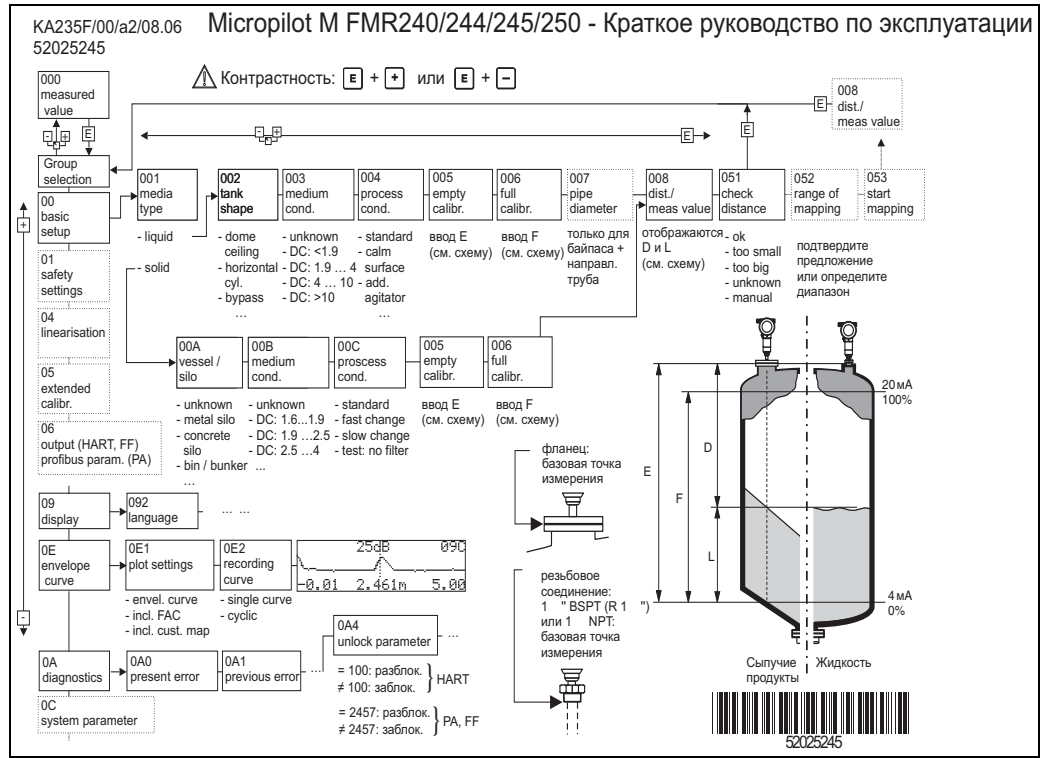 KA235F/00/a2/08.06
52025245
Micropilot M FMR240/244/245/250 - Краткое руководство по эксплуатации
Контрастность: E + + или E + −
000
measured
value
- +
E
Group
selection
008
dist./
meas value
E
- +
E
E
00
basic
setup
001
media
type
002
tank
shape
003
medium
cond.
004
process
cond.
005
empty
calibr.
006
full
calibr.
007
pipe
diameter
008
dist./
meas value
051
check
distance
052
range of
mapping
053
start
mapping
+
- liquid
- solid
- dome
ceiling
- horizontal
cyl.
- bypass
...
- unknown
- DC: <1.9
- DC: 1.9 ... 4
- DC: 4 ... 10
- DC: >10
- standard
- calm
surface
- add.
agitator
...
ввод E
(см. схему)
ввод F
(см. схему)
только для
байпаса +
направл.
труба
отображаются
D и L
(см. схему)
- ok
- too small
- too big
- unknown
- manual
подтвердите
предложение
или определите
диапазон
01
safety
settings
04
linearisation
05
extended
calibr.
06
output (HART, FF)
profibus param. (PA)
00A
vessel /
silo
00B
medium
cond.
00C
proscess
cond.
005
empty
calibr.
006
full
calibr.
- unknown
- metal silo
- concrete
silo
- bin / bunker
...
- unknown
- DC: 1.6...1.9
- DC: 1.9 ...2.5
- DC: 2.5 ...4
...
- standard
- fast change
- slow change
- test: no filter
ввод E
(см. схему)
ввод F
(см. схему)
09
display
092
language
... ...
0E
envelope
curve
0E1
plot settings
0E2
recording
curve
25dB 09C
-0.01 2.461m 5.00
- envel. curve
- incl. FAC
- incl. cust. map
- single curve
- cyclic
-
0A
diagnostics
0A0
present error
0A1
previous error
...
0A4
unlock parameter
...
= 100: разблок.
≠ 100: заблок.
HART
= 2457: разблок.
≠ 2457: заблок.
PA, FF
0C
system parameter
фланец:
базовая точка
измерения
резьбовое
соединение:
1 " BSPT (R 1 ")
или 1 NPT:
базовая точка
измерения
20 мА
100%
D
E
F
L
4 мА
0%
Сыпучие
продукты
Жидкость
52025245